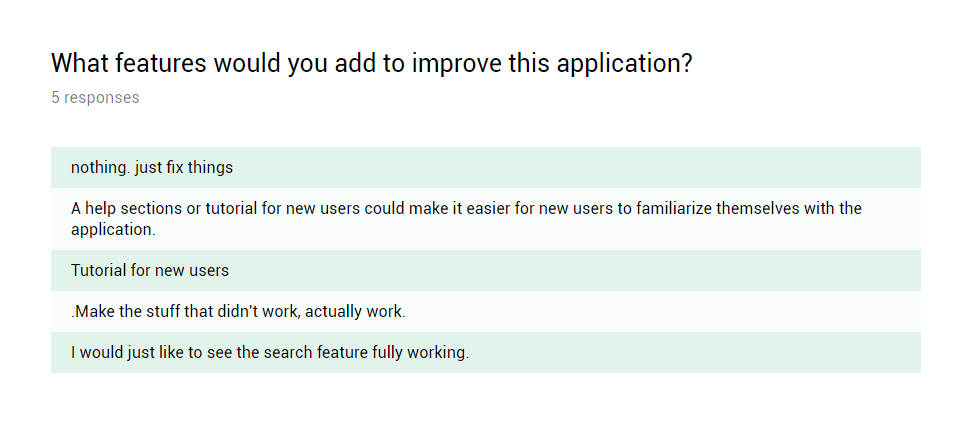 What features would you add to improve this application?
5 responses
nothing. just fix things
A help sections or tutorial for new users could make it easier for new users to familiarize themselves with the
application.
Tutorial for new users
.Make the stuff that didn't work, actually work.
I would just like to see the search feature fully working.